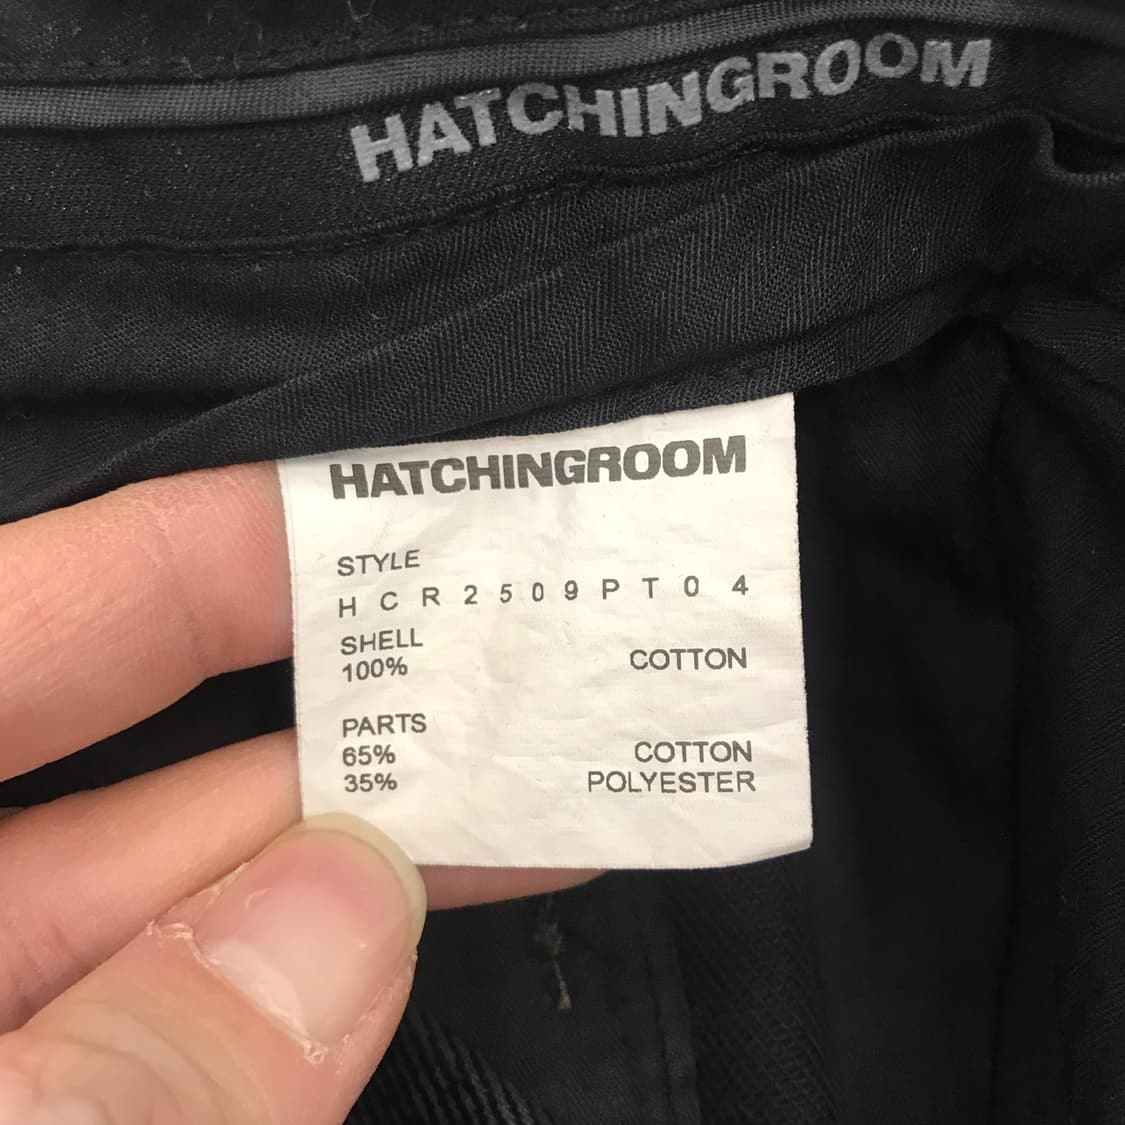 HATCHINGROOM
HATCHINGROOM
STYLE
H C R 2 5 0 9 P T 0 4
SHELL
100% COTTON
PARTS
65% COTTON
35% POLYESTER